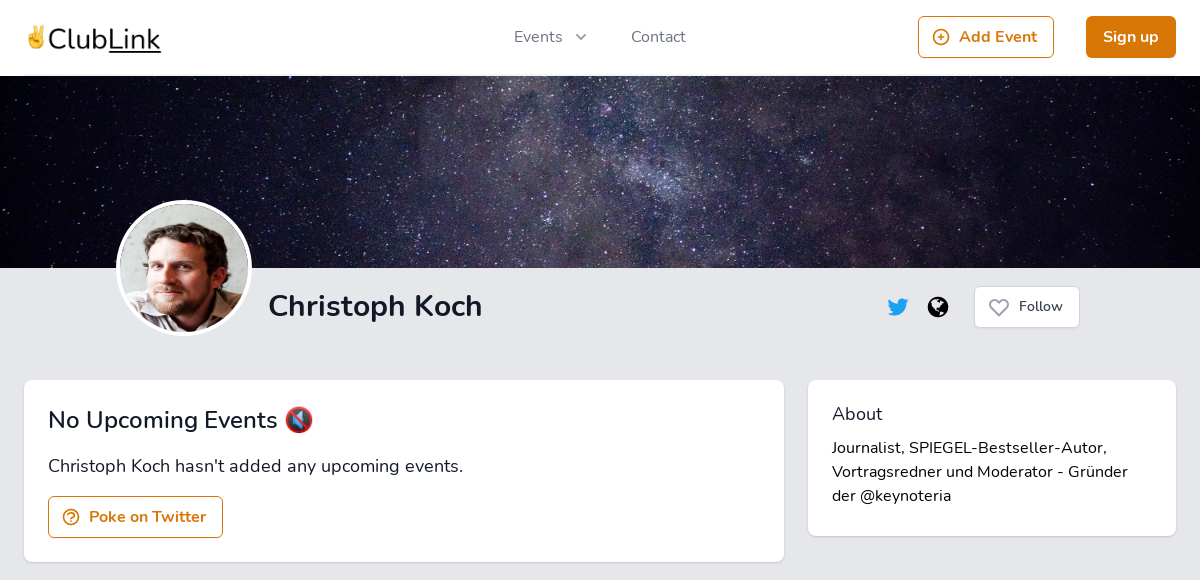 ✌️ClubLink
Events
Contact
Add Event
Sign up
Christoph Koch
Follow
No Upcoming Events 🔇
Christoph Koch hasn't added any upcoming events.
Poke on Twitter
About
Journalist, SPIEGEL-Bestseller-Autor,
Vortragsredner und Moderator - Gründer
der @keynoteria